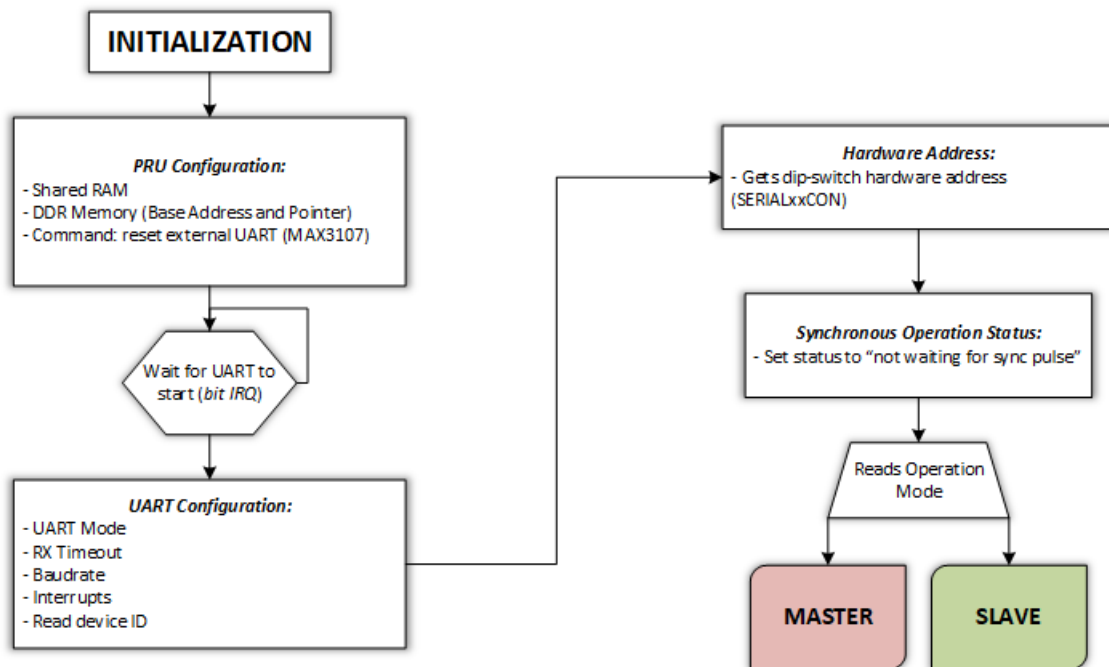 INITIALIZATION
PRU Configuration:
- Shared RAM
- DDR Memory (Base Address and Pointer)
- Command: reset external UART (MAX3107)
Wait for UART to
start (bit IRQ)
UART Configuration:
- UART Mode
- RX Timeout
- Baudrate
- Interrupts
- Read device ID
Hardware Address:
- Gets dip-switch hardware address
(SERIALxxCON)
Synchronous Operation Status:
- Set status to “not waiting for sync pulse”
Reads Operation
Mode
MASTER
SLAVE